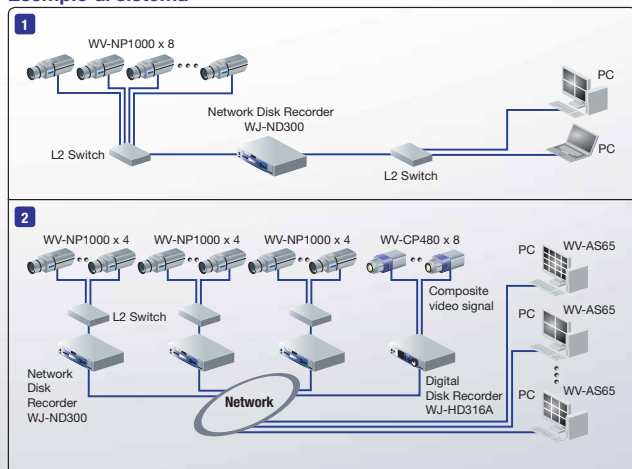 Esempio di sistema
1
WV-NP1000 x 8
PC
Network Disk Recorder
WJ-ND300
PC
L2 Switch
L2 Switch
2
WV-NP1000 x 4
WV-NP1000 x 4
WV-NP1000 x 4
WV-CP480 x 8
PC
WV-AS65
Composite
video signal
L2 Switch
PC
WV-AS65
Network
Disk
Recorder
WJ-ND300
Network
Digital
Disk Recorder
WJ-HD316A
PC
WV-AS65